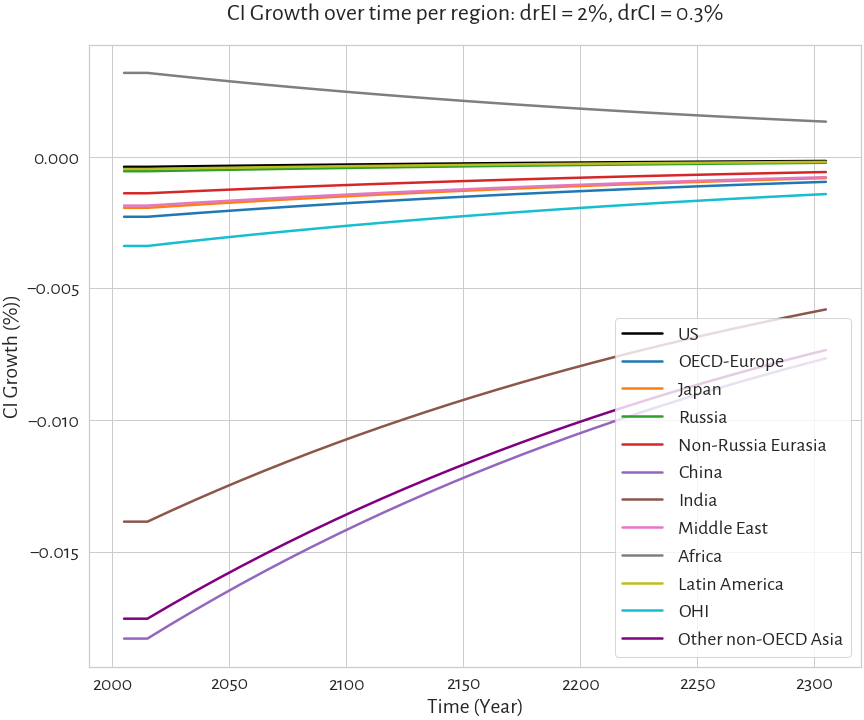 CI Growth over time per region: drEI = 2%, drCI = 0.3%
CI Growth (%))
0.000
−0.005
−0.010
−0.015
US
OECD-Europe
Japan
Russia
Non-Russia Eurasia
China
India
Middle East
Africa
Latin America
OHI
Other non-OECD Asia
2000 2050 2100 2150 2200 2250 2300
Time (Year)